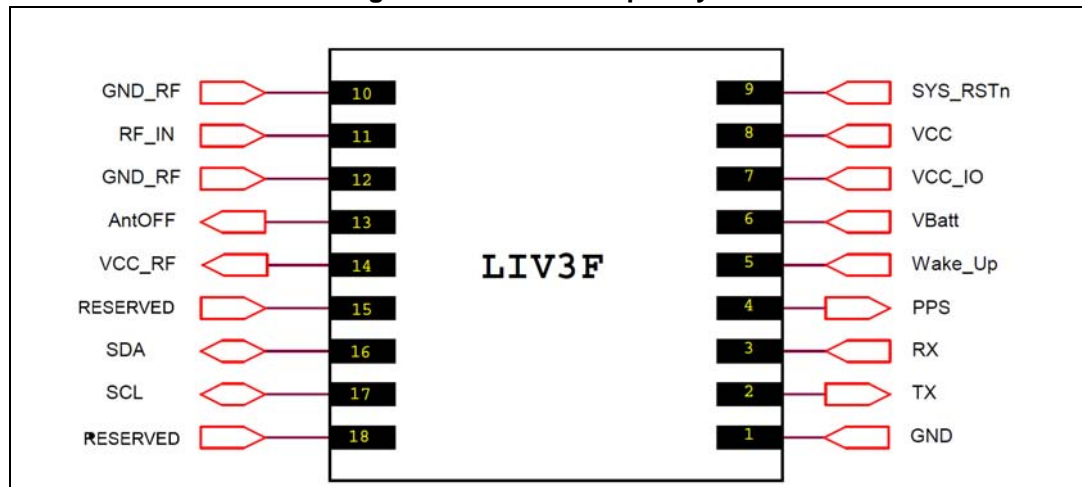 GND_RF 10 9 SYS_RSTn
RF_IN 11 8 VCC
GND_RF 12 7 VCC_IO
AntOFF 13 6 VBatt
VCC_RF 14 LIV3F 5 Wake_Up
RESERVED 15 4 PPS
SDA 16 3 RX
SCL 17 2 TX
RESERVED 18 1 GND